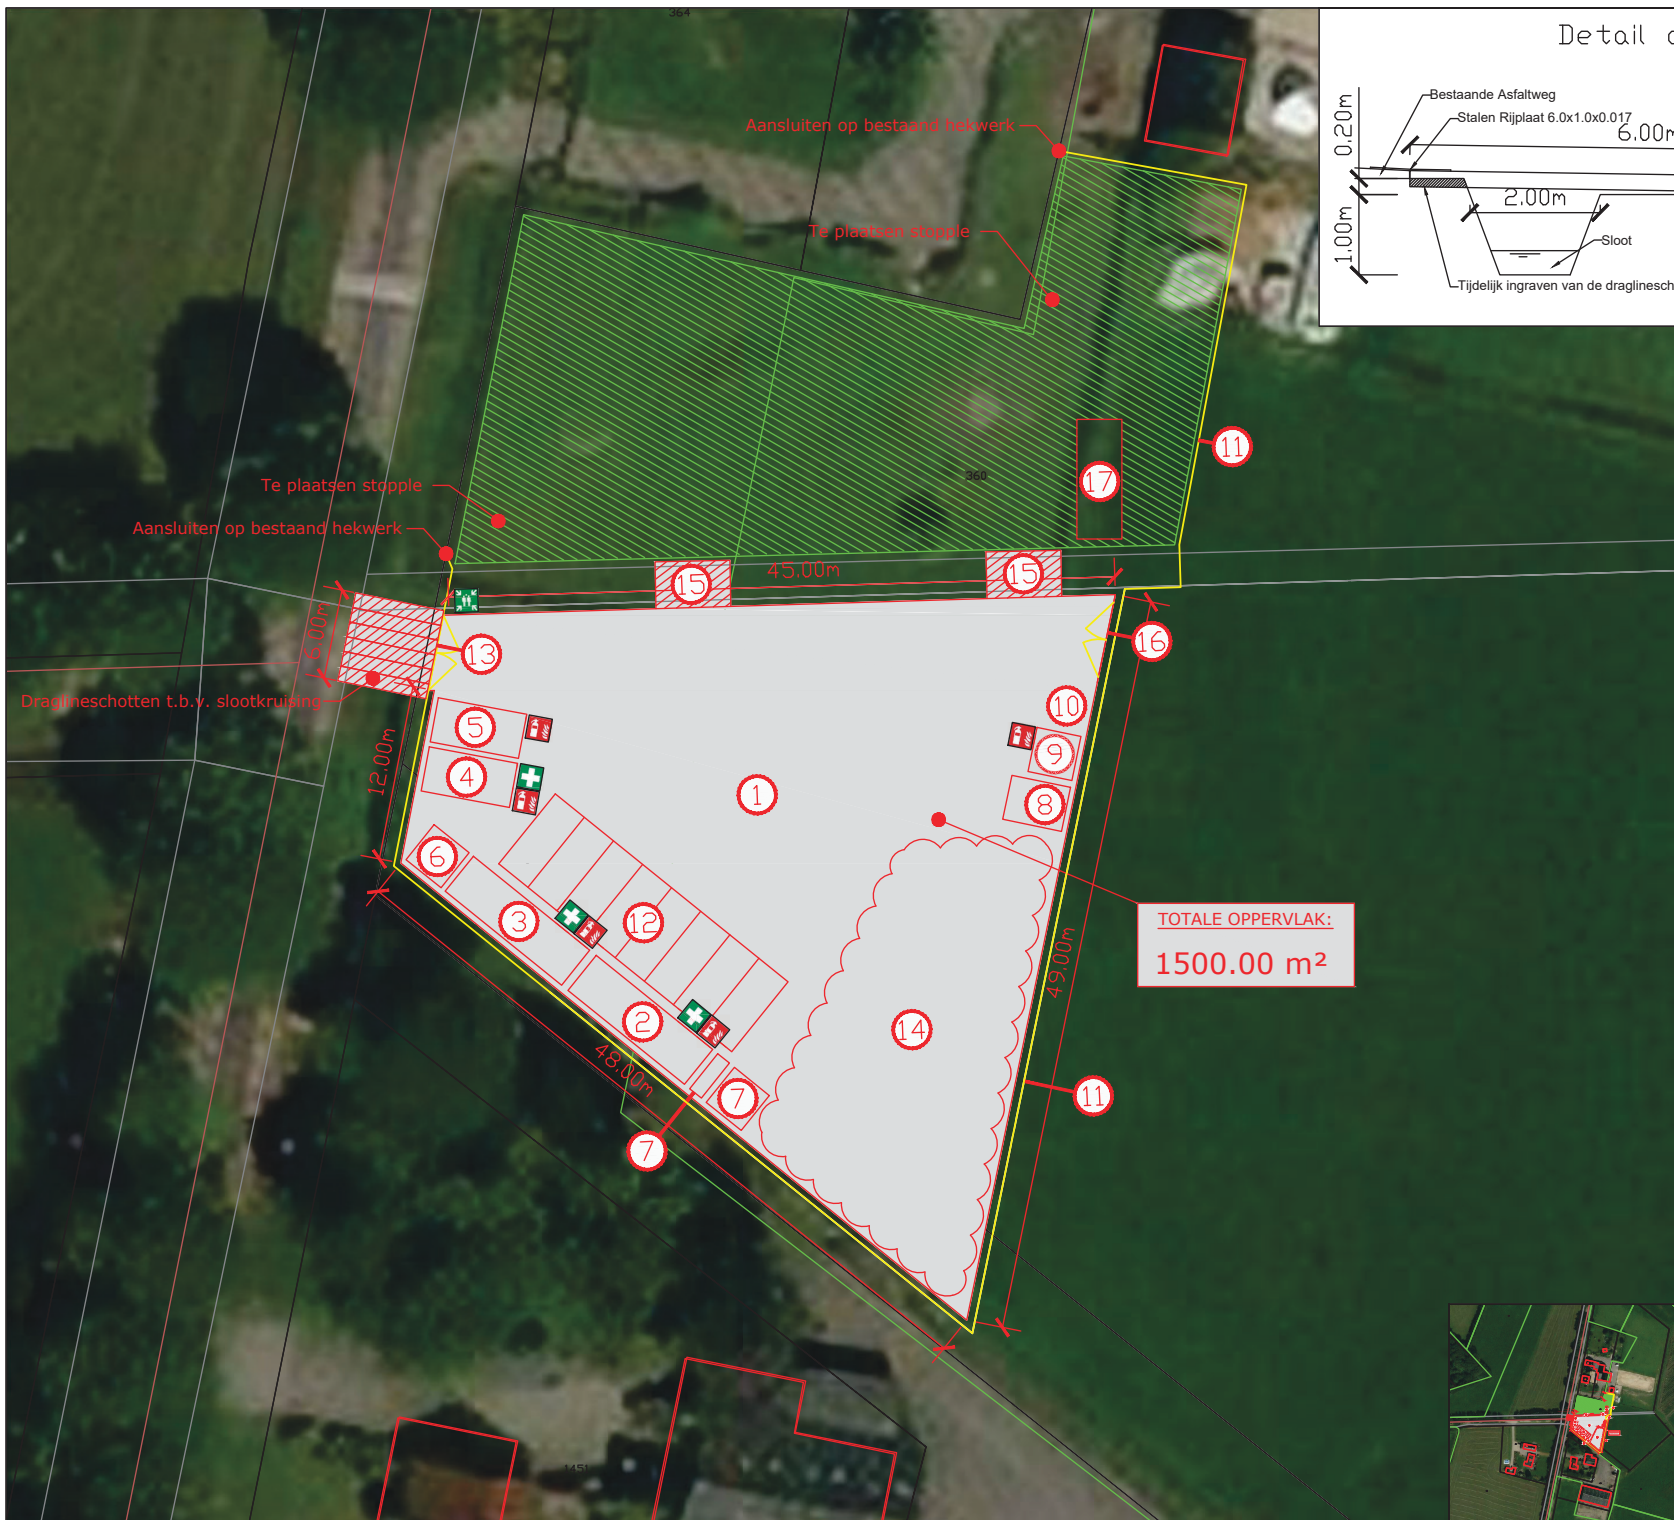 364
Detail
Aansluiten op bestaand hekwerk
Bestaande Asfaltweg
Stalen Rijplaat 6.0x1.0x0.017
0.20m
6.00m
2.00m
1.00m
Sloot
Tijdelijk ingraven van de draglinesch
Te plaatsen stopple
11
360
17
Te plaatsen stopple
Aansluiten op bestaand hekwerk
15
45.00m
15
6.00m
13
16
Draglineschotten t.b.v. slootkruising
5
10
9
12.00m
4
1
8
6
3
12
TOTALE OPPERVLAK:
1500.00 m²
49.00m
2
14
48.00m
7
11
7
1451